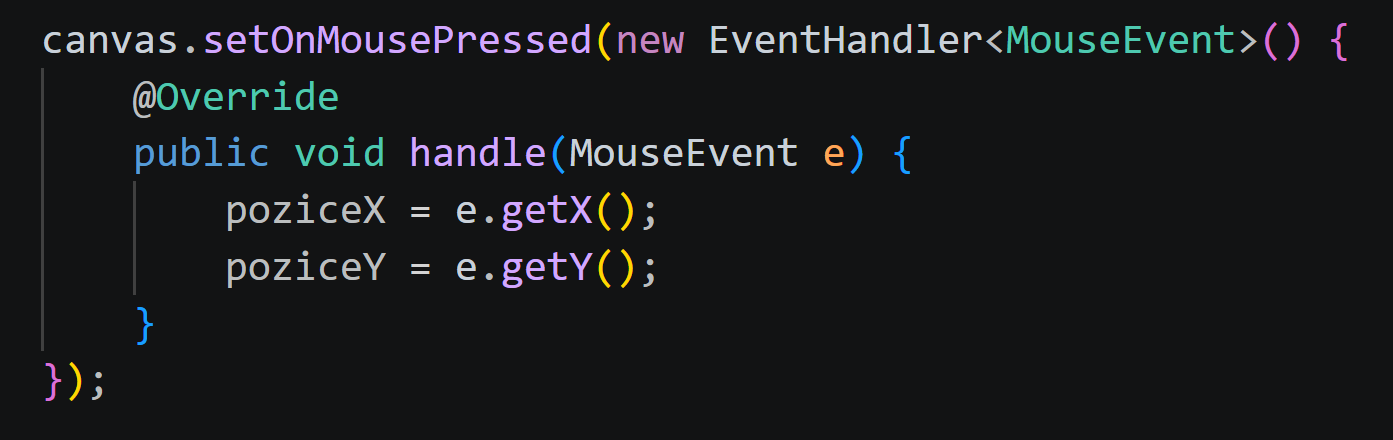 canvas.setOnMousePressed(new EventHandler<MouseEvent>() {
    @Override
    public void handle(MouseEvent e) {
        poziceX = e.getX();
        poziceY = e.getY();
    }
});